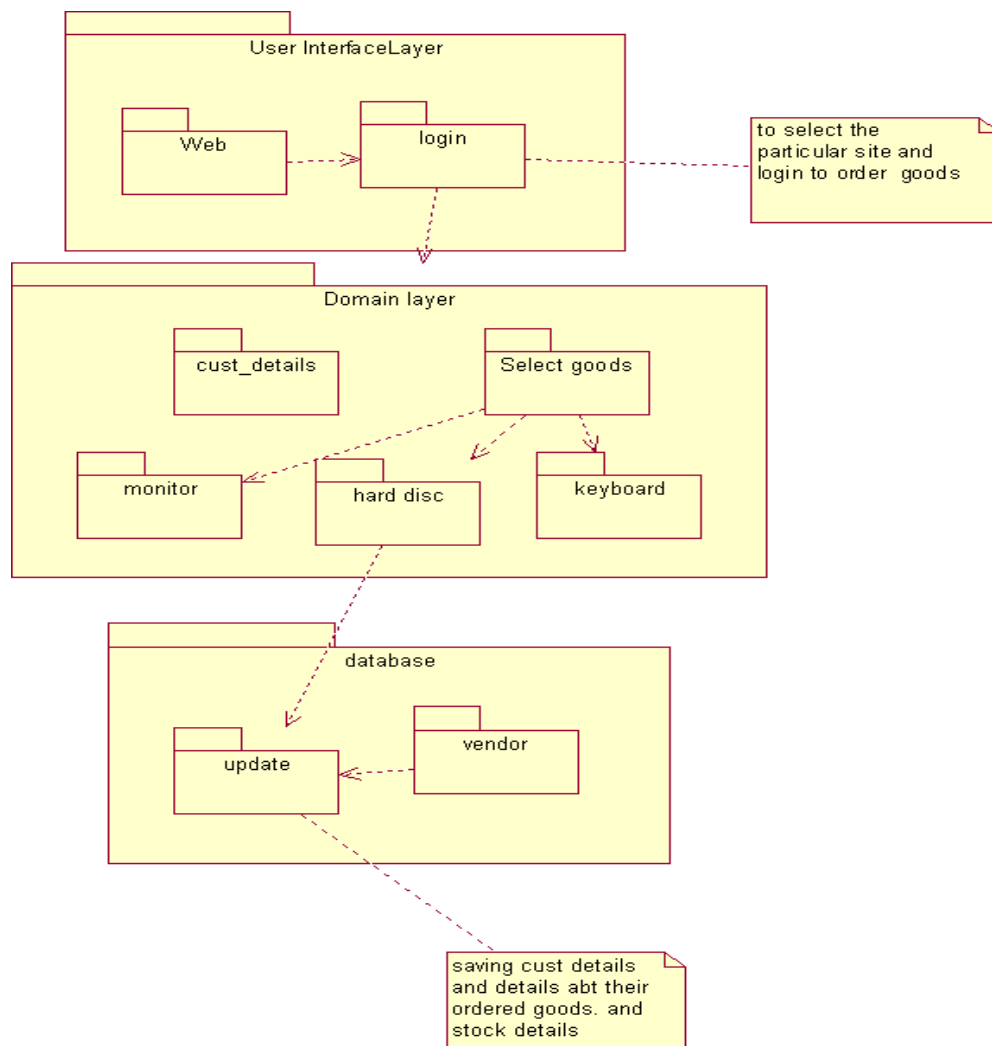 User InterfaceLayer
Web
login
to select the
particular site and
login to order goods
Domain layer
cust_details
Select goods
monitor
hard disc
keyboard
database
update
vendor
saving cust details
and details abt their
ordered goods. and
stock details